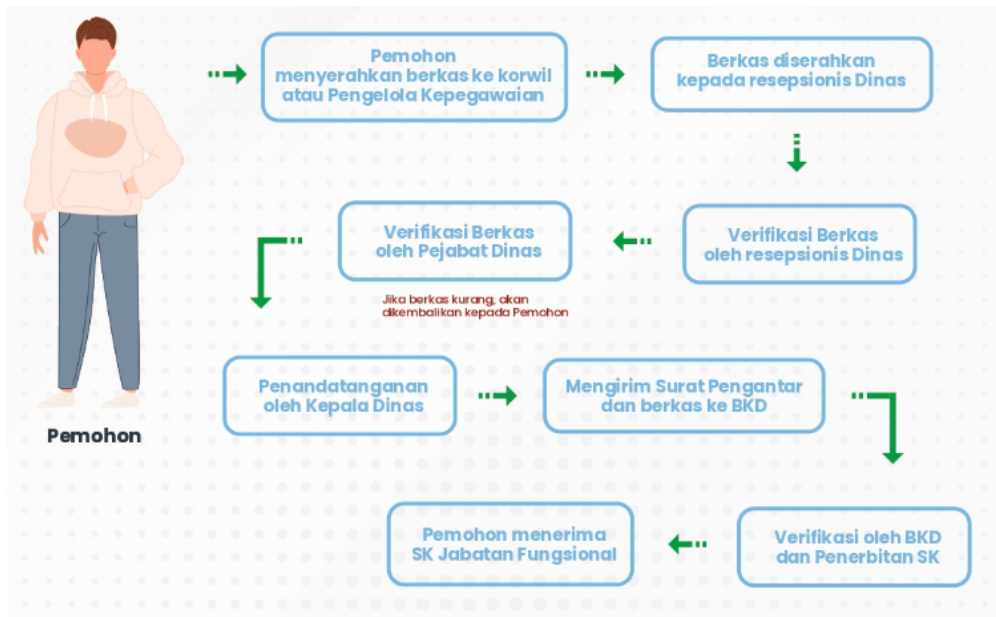 Pemohon
menyerahkan berkas ke korwil
atau Pengelola Kepegawaian
Berkas diserahkan
kepada resepsionis Dinas
Verifikasi Berkas
oleh resepsionis Dinas
Verifikasi Berkas
oleh Pejabat Dinas
Jika berkas kurang, akan
dikembalikan kepada Pemohon
Penandatanganan
oleh Kepala Dinas
Mengirim Surat Pengantar
dan berkas ke BKD
Verifikasi oleh BKD
dan Penerbitan SK
Pemohon menerima
SK Jabatan Fungsional
Pemohon